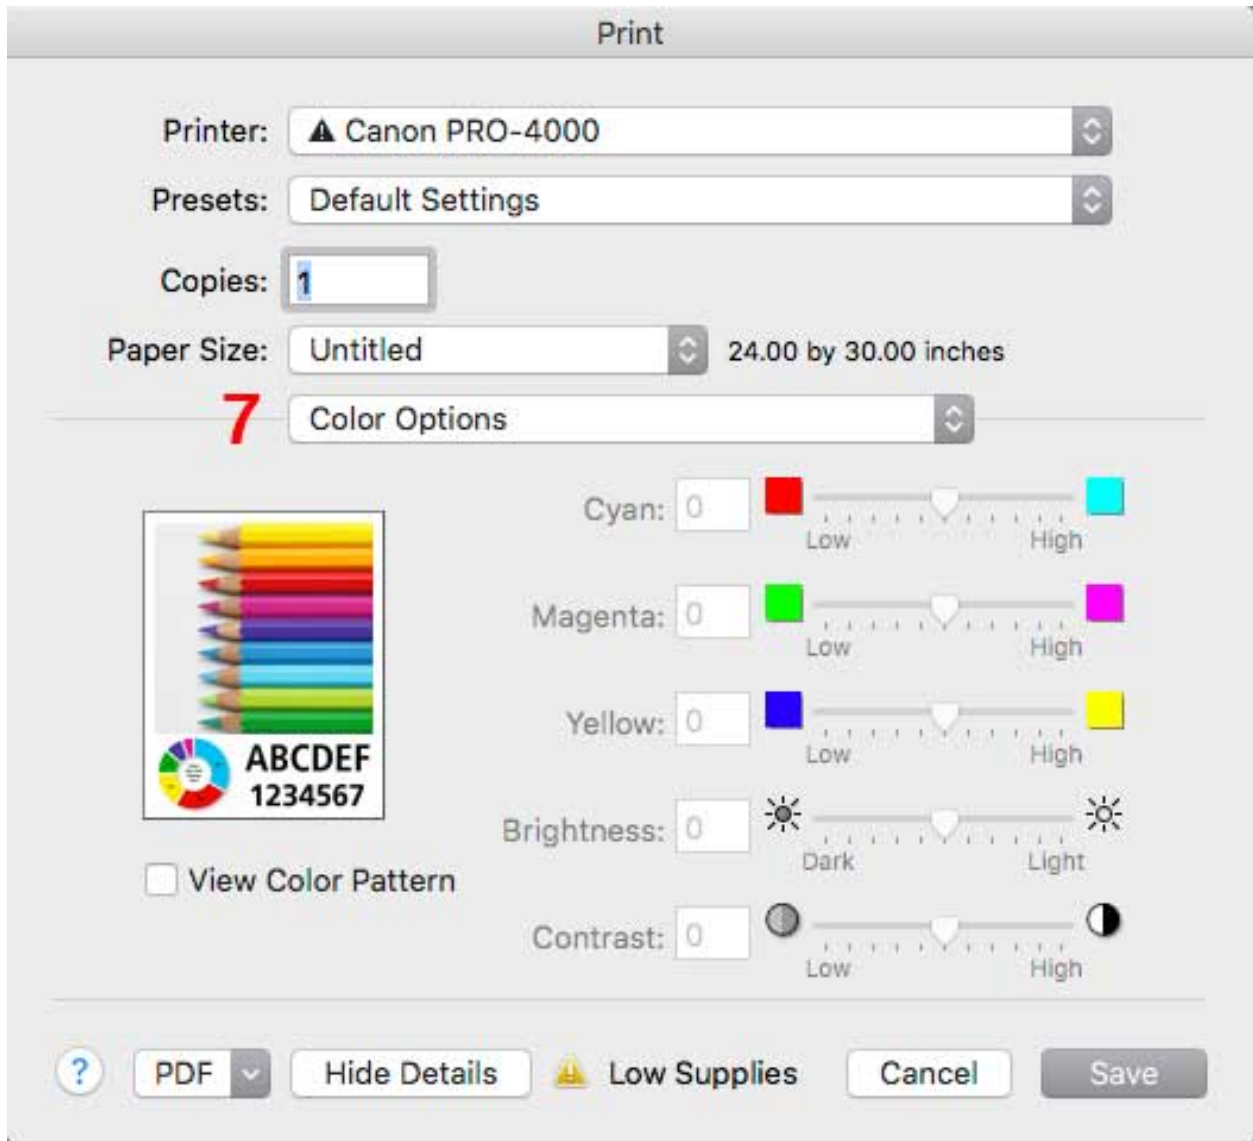 Print
Printer: Canon PRO-4000
Presets: Default Settings
Copies: 1
Paper Size: Untitled 24.00 by 30.00 inches
7 Color Options
Cyan: 0
Low High
Magenta: 0
Low High
Yellow: 0
Low High
ABCDEF
1234567
Brightness: 0
Dark Light
View Color Pattern
Contrast: 0
Low High
? PDF Hide Details Low Supplies Cancel Save